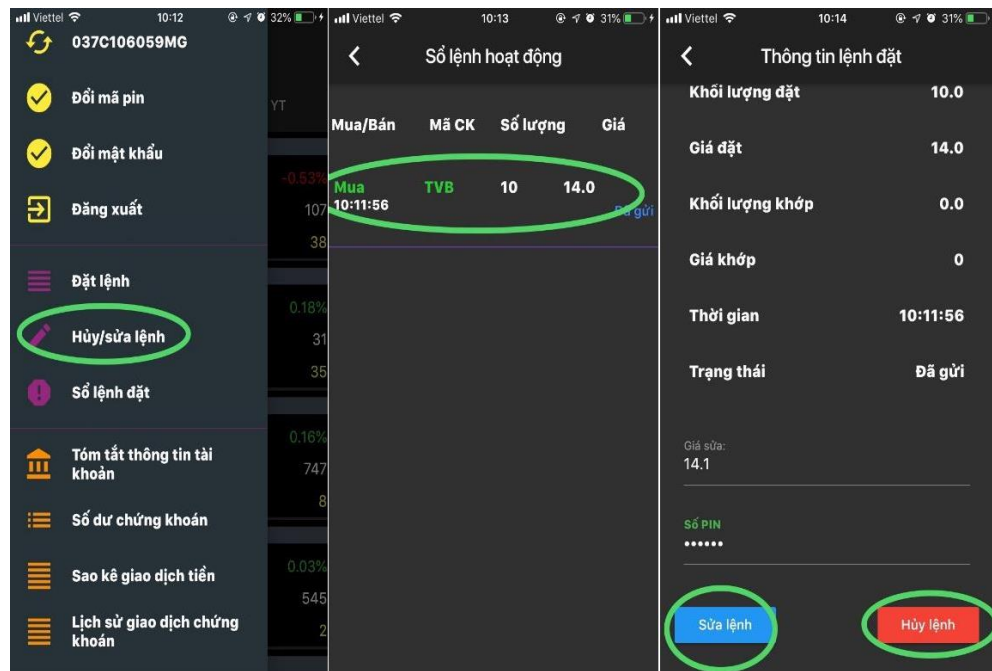 Viettel 10:12 32%
037C106059MG
Đổi mã pin
YT
Đổi mật khẩu
-0.53%
Đăng xuất
107
38
Đặt lệnh
0.18%
Hủy/sửa lệnh
31
35
Sổ lệnh đặt
0.16%
Tóm tắt thông tin tài
khoản
747
8
Số dư chứng khoán
0.03%
Sao kê giao dịch tiền
545
Lịch sử giao dịch chứng
khoán
2
Viettel 10:13 31%
Sổ lệnh hoạt động
Mua/Bán Mã CK Số lượng Giá
Mua TVB 10 14.0
10:11:56 Đã gửi
Viettel 10:14 31%
Thông tin lệnh đặt
Khối lượng đặt 10.0
Giá đặt 14.0
Khối lượng khớp 0.0
Giá khớp 0
Thời gian 10:11:56
Trạng thái Đã gửi
Giá sửa:
14.1
Số PIN
••••••
Sửa lệnh Hủy lệnh